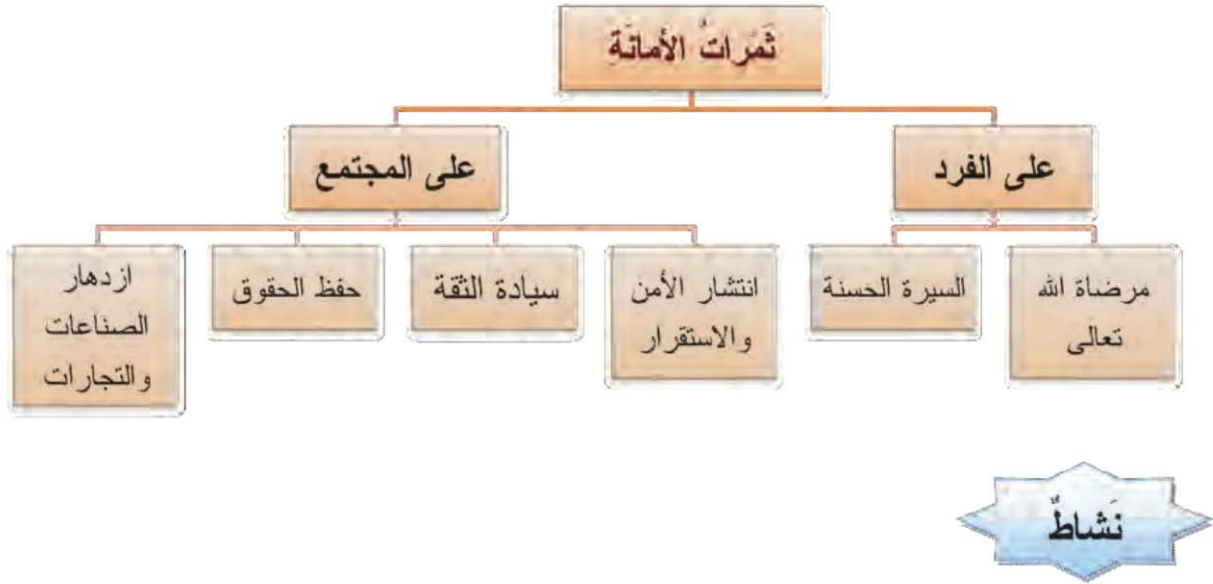 ثَمَراتُ الأمانَةِ
على الفرد
على المجتمع
مرضاة الله
تعالى
السيرة الحسنة
انتشار الأمن
والاستقرار
سيادة الثقة
حفظ الحقوق
ازدهار
الصناعات
والتجارات
نَشاطٌ